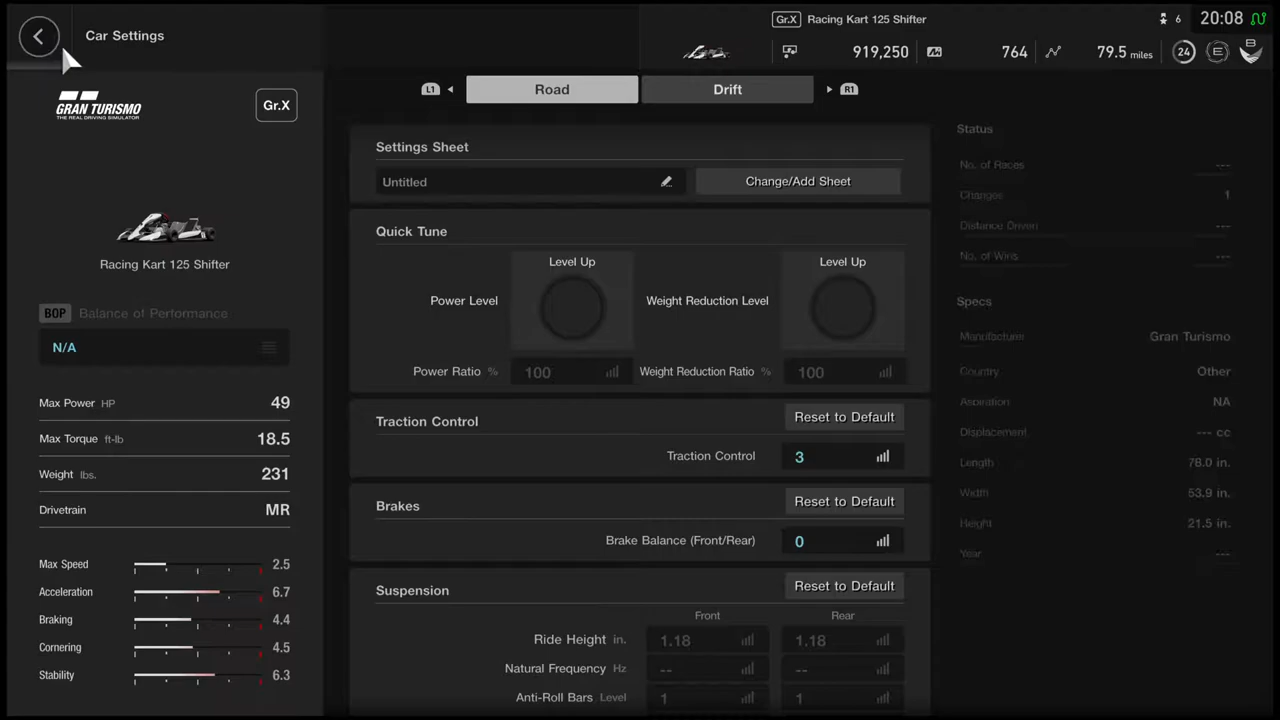 Car Settings
Gr.X Racing Kart 125 Shifter
6
20:08
919,250
764
79.5 miles
24
E
B
GRAN TURISMO
THE REAL DRIVING SIMULATOR
Gr.X
Racing Kart 125 Shifter
BOP Balance of Performance
N/A
Max Power HP 49
Max Torque ft-lb 18.5
Weight lbs. 231
Drivetrain MR
Max Speed 2.5
Acceleration 6.7
Braking 4.4
Cornering 4.5
Stability 6.3
L1 Road Drift R1
Settings Sheet
Untitled Change/Add Sheet
Quick Tune
Level Up Level Up
Power Level Weight Reduction Level
Power Ratio % 100 Weight Reduction Ratio % 100
Traction Control Reset to Default
Traction Control 3
Brakes Reset to Default
Brake Balance (Front/Rear) 0
Suspension Reset to Default
Front Rear
Ride Height in. 1.18 1.18
Natural Frequency Hz -- --
Anti-Roll Bars Level 1 1
Status
No. of Races ---
Changes 1
Distance Driven ---
No. of Wins ---
Specs
Manufacturer Gran Turismo
Country Other
Aspiration NA
Displacement --- cc
Length 78.0 in.
Width 53.9 in.
Height 21.5 in.
Year ---